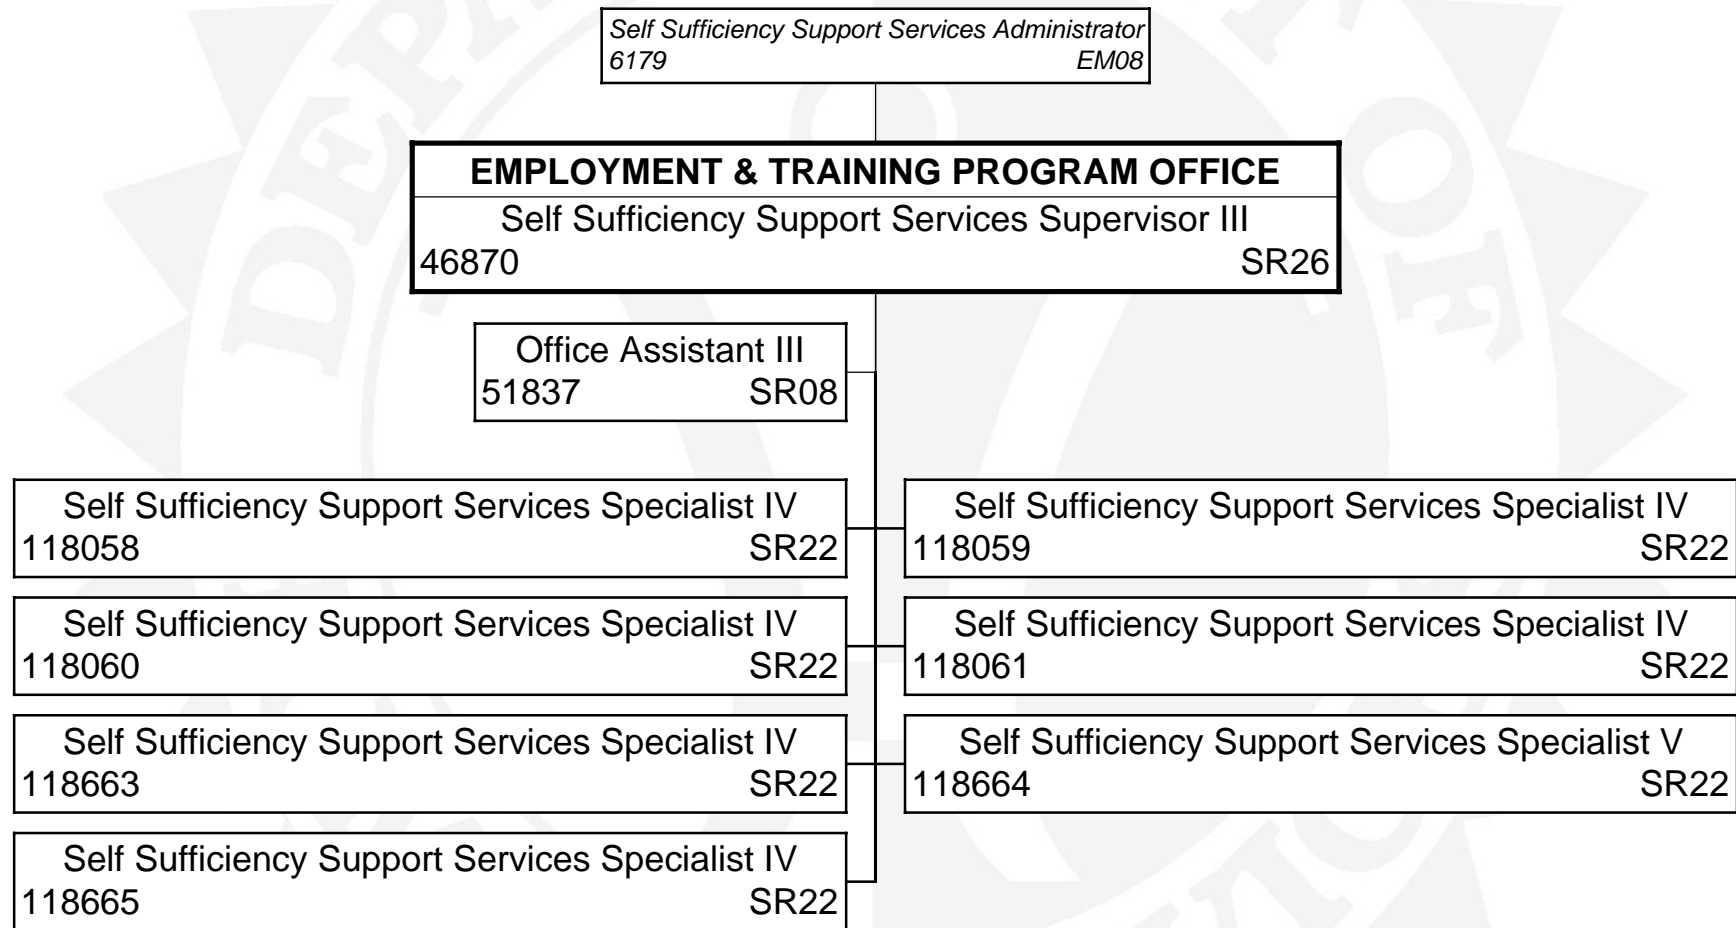 Self Sufficiency Support Services Administrator
6179 EM08
EMPLOYMENT & TRAINING PROGRAM OFFICE
Self Sufficiency Support Services Supervisor III
46870 SR26
Office Assistant III
51837 SR08
Self Sufficiency Support Services Specialist IV
118058 SR22
Self Sufficiency Support Services Specialist IV
118059 SR22
Self Sufficiency Support Services Specialist IV
118060 SR22
Self Sufficiency Support Services Specialist IV
118061 SR22
Self Sufficiency Support Services Specialist IV
118663 SR22
Self Sufficiency Support Services Specialist V
118664 SR22
Self Sufficiency Support Services Specialist IV
118665 SR22